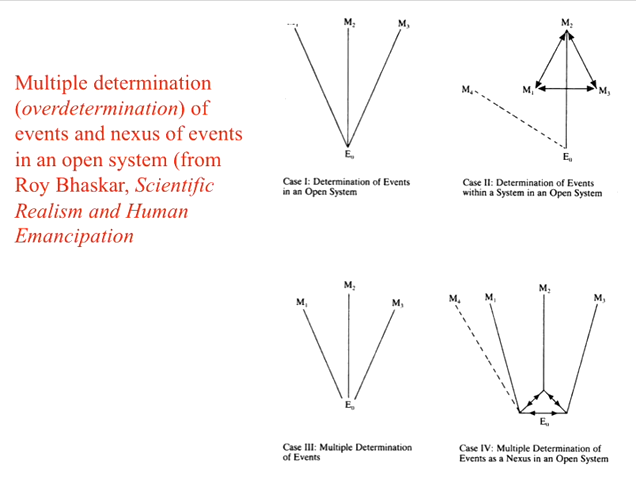 Multiple determination
(overdetermination) of
events and nexus of events
in an open system (from
Roy Bhaskar, Scientific
Realism and Human
Emancipation
M₂
M₃
E₀
Case I: Determination of Events
in an Open System
M₂
M₄
M₁
M₃
E₀
Case II: Determination of Events
within a System in an Open System
M₁
M₂
M₃
E₀
Case III: Multiple Determination
of Events
M₄
M₁
M₂
M₃
E₀
Case IV: Multiple Determination of
Events as a Nexus in an Open System